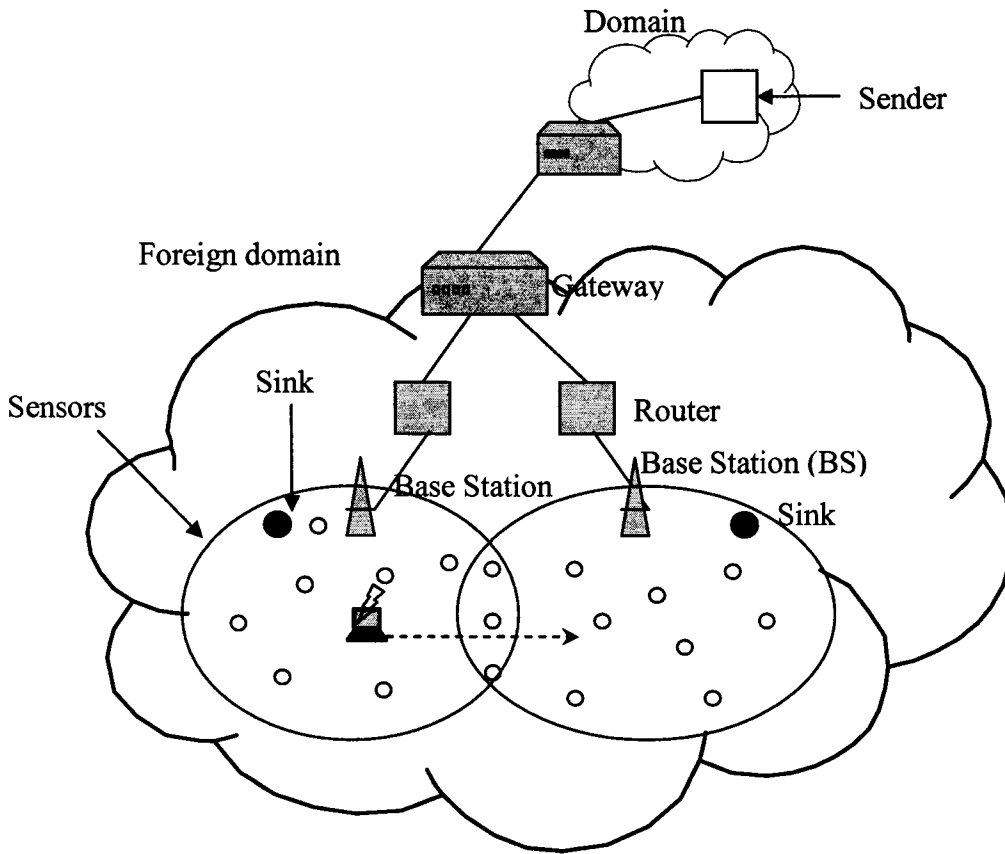 Domain
Sender
Foreign domain
Gateway
Sink
Sensors
Router
Base Station (BS)
Base Station
Sink